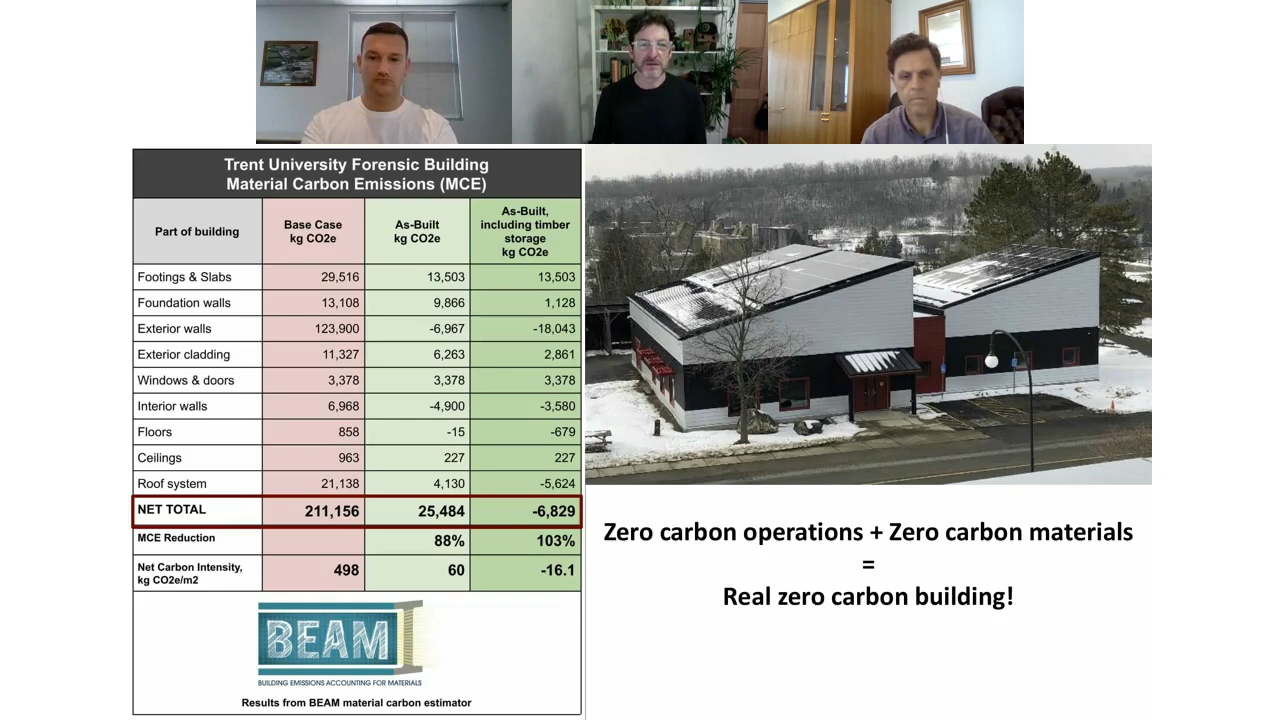 Trent University Forensic Building
Material Carbon Emissions (MCE)
Part of building
Base Case
kg CO2e
As-Built
kg CO2e
As-Built,
including timber
storage
kg CO2e
Footings & Slabs 29,516 13,503 13,503
Foundation walls 13,108 9,866 1,128
Exterior walls 123,900 -6,967 -18,043
Exterior cladding 11,327 6,263 2,861
Windows & doors 3,378 3,378 3,378
Interior walls 6,968 -4,900 -3,580
Floors 858 -15 -679
Ceilings 963 227 227
Roof system 21,138 4,130 -5,624
NET TOTAL 211,156 25,484 -6,829
MCE Reduction 88% 103%
Net Carbon Intensity,
kg CO2e/m2 498 60 -16.1
BEAM
BUILDING EMISSIONS ACCOUNTING FOR MATERIALS
Results from BEAM material carbon estimator
Zero carbon operations + Zero carbon materials
=
Real zero carbon building!